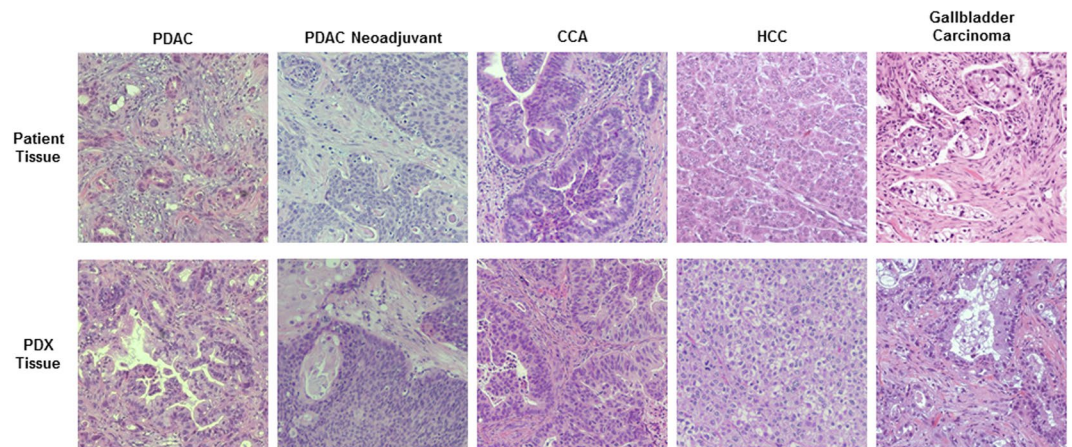 PDAC
PDAC Neoadjuvant
CCA
HCC
Gallbladder
Carcinoma
Patient
Tissue
PDX
Tissue